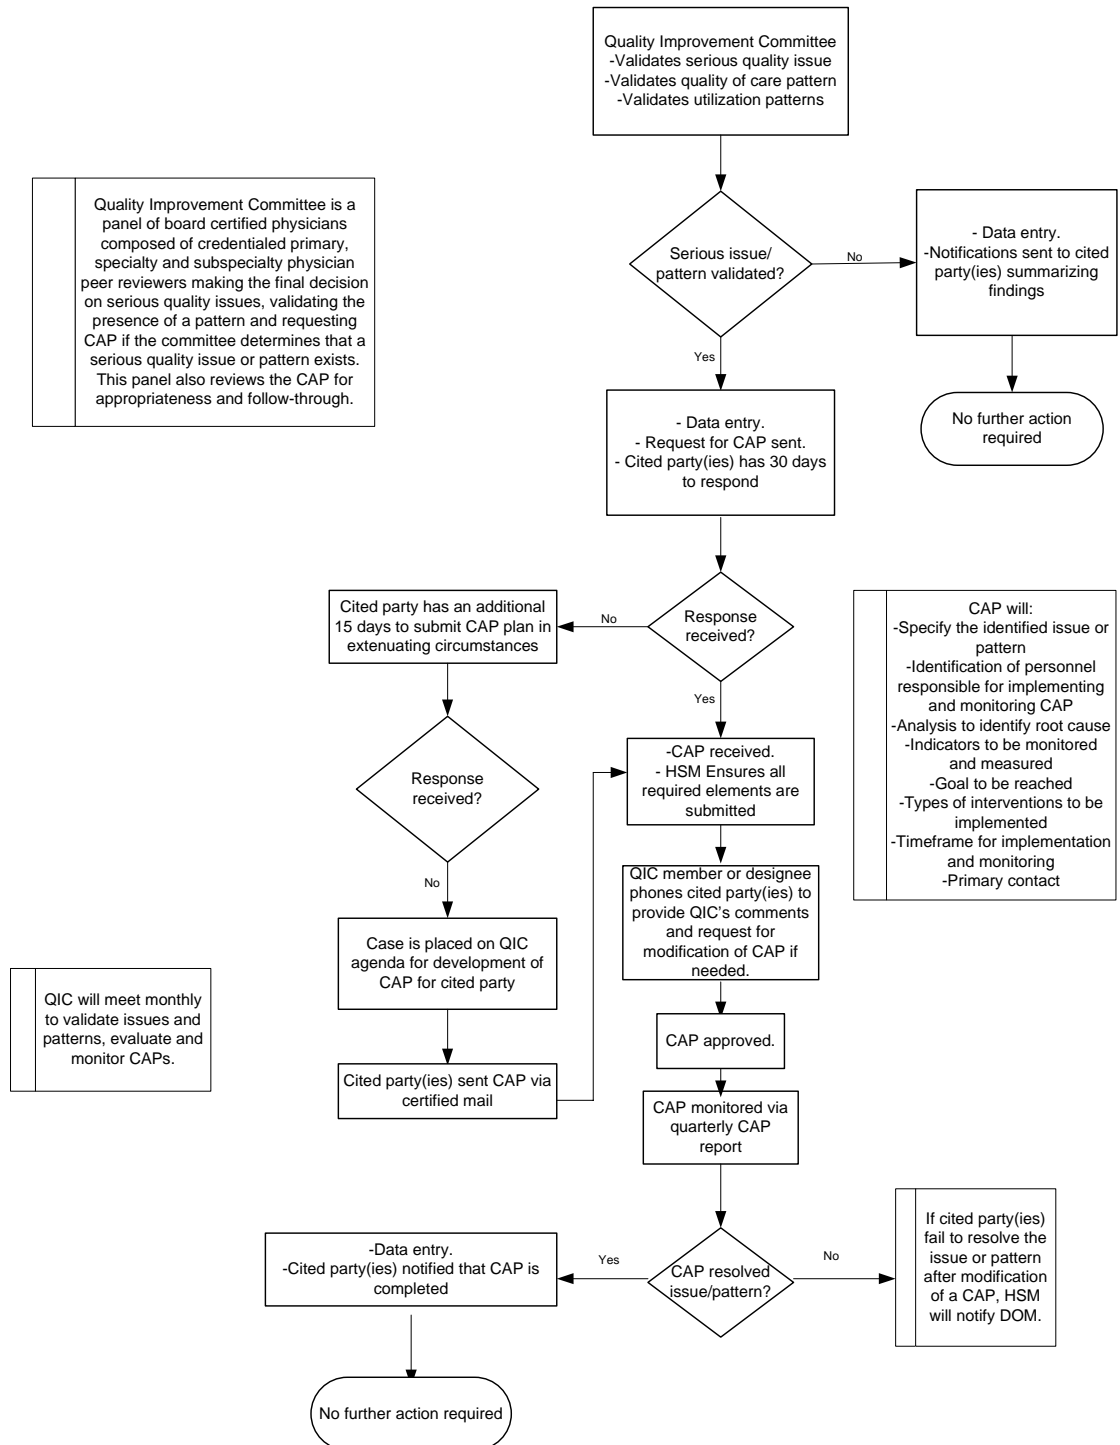 Quality Improvement Committee
-Validates serious quality issue
-Validates quality of care pattern
-Validates utilization patterns
Quality Improvement Committee is a
panel of board certified physicians
composed of credentialed primary,
specialty and subspecialty physician
peer reviewers making the final decision
on serious quality issues, validating the
presence of a pattern and requesting
CAP if the committee determines that a
serious quality issue or pattern exists.
This panel also reviews the CAP for
appropriateness and follow-through.
Serious issue/
pattern validated?
No
- Data entry.
-Notifications sent to cited
party(ies) summarizing
findings
No further action
required
Yes
- Data entry.
- Request for CAP sent.
- Cited party(ies) has 30 days
to respond
Response
received?
No
Cited party has an additional
15 days to submit CAP plan in
extenuating circumstances
Yes
CAP will:
-Specify the identified issue or
pattern
-Identification of personnel
responsible for implementing
and monitoring CAP
-Analysis to identify root cause
-Indicators to be monitored
and measured
-Goal to be reached
-Types of interventions to be
implemented
-Timeframe for implementation
and monitoring
-Primary contact
Response
received?
-CAP received.
- HSM Ensures all
required elements are
submitted
No
QIC member or designee
phones cited party(ies) to
provide QIC's comments
and request for
modification of CAP if
needed.
Case is placed on QIC
agenda for development of
CAP for cited party
QIC will meet monthly
to validate issues and
patterns, evaluate and
monitor CAPs.
Cited party(ies) sent CAP via
certified mail
CAP approved.
CAP monitored via
quarterly CAP
report
CAP resolved
issue/pattern?
Yes
-Data entry.
-Cited party(ies) notified that CAP is
completed
No
If cited party(ies)
fail to resolve the
issue or pattern
after modification
of a CAP, HSM
will notify DOM.
No further action required